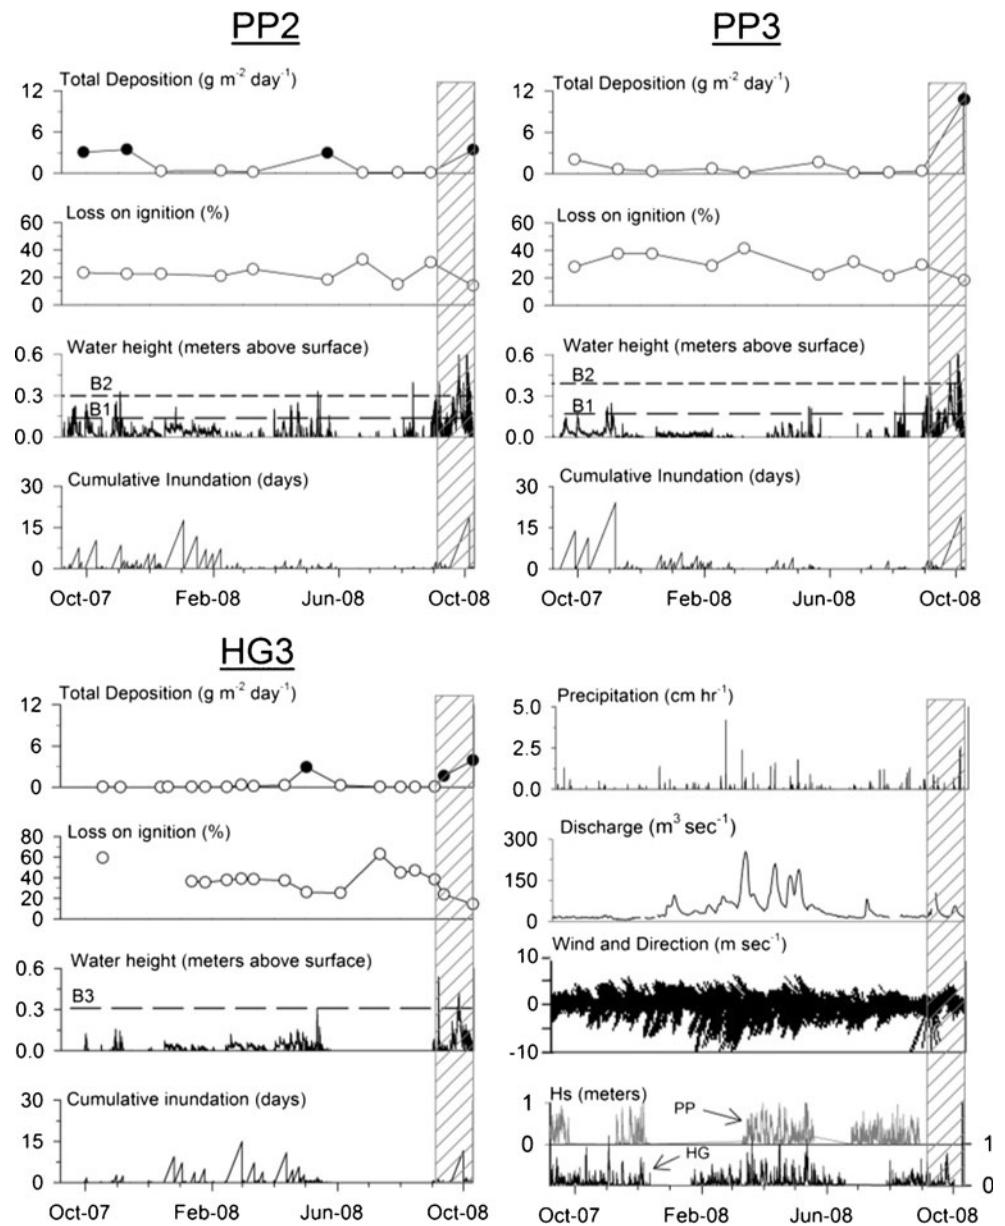 PP2
Total Deposition (g m⁻² day⁻¹)
12
6
0
Loss on ignition (%)
60
40
20
0
Water height (meters above surface)
0.6
B2
0.3
B1
0.0
Cumulative Inundation (days)
30
15
0
Oct-07 Feb-08 Jun-08 Oct-08
PP3
Total Deposition (g m⁻² day⁻¹)
12
6
0
Loss on ignition (%)
60
40
20
0
Water height (meters above surface)
0.6
B2
0.3
B1
0.0
Cumulative Inundation (days)
30
15
0
Oct-07 Feb-08 Jun-08 Oct-08
HG3
Total Deposition (g m⁻² day⁻¹)
12
6
0
Loss on ignition (%)
80
60
40
20
0
Water height (meters above surface)
0.6
B3
0.3
0.0
Cumulative inundation (days)
30
15
0
Oct-07 Feb-08 Jun-08 Oct-08
Precipitation (cm hr⁻¹)
5.0
2.5
0.0
Discharge (m³ sec⁻¹)
300
150
0
Wind and Direction (m sec⁻¹)
10
0
-10
Hs (meters)
1
PP
0
1
HG
0
Oct-07 Feb-08 Jun-08 Oct-08